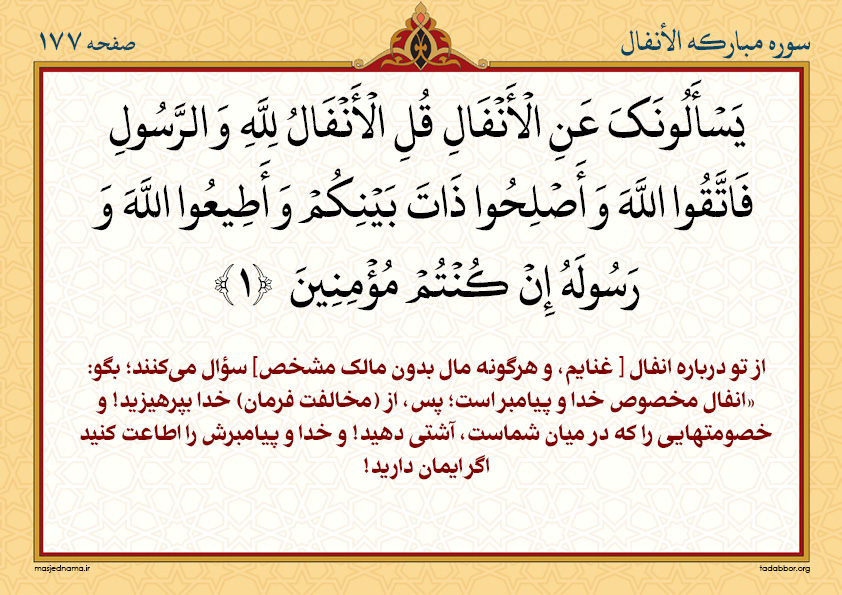 سوره مباركه الأنفال
صفحه ۱۷۷
يَسْأَلُونَكَ عَنِ الْأَنْفَالِ قُلِ الْأَنْفَالُ لِلَّهِ وَ الرَّسُولِ
فَاتَّقُوا اللَّهَ وَ أَصْلِحُوا ذَاتَ بَيْنِكُمْ وَ أَطِيعُوا اللَّهَ وَ
رَسُولَهُ إِنْ كُنْتُمْ مُؤْمِنِينَ ﴿۱﴾
از تو درباره انفال [ غنایم، و هرگونه مال بدون مالک مشخص] سؤال می‌کنند؛ بگو:
«انفال مخصوص خدا و پیامبر است؛ پس، از (مخالفت فرمان) خدا بپرهیزید! و
خصومتهایی را که در میان شماست، آشتی دهید! و خدا و پیامبرش را اطاعت کنید
اگر ایمان دارید!
masjednama.ir
tadabbor.org